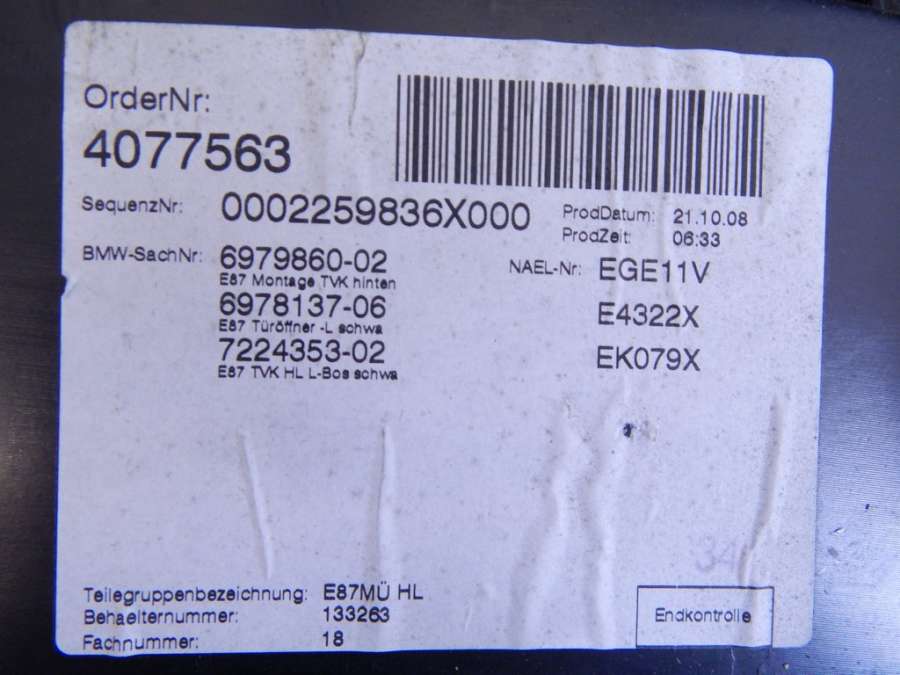 OrderNr:
4077563
SequenzNr: 0002259836X000 ProdDatum: 21.10.08
ProdZeit: 06:33
BMW-SachNr: 6979860-02 NAEL-Nr: EGE11V
E87 Montage TVK hinten
6978137-06 E4322X
E87 Türöffner -L schwa
7224353-02 EK079X
E87 TVK HL L-Bos schwa
34
Teilegruppenbezeichnung: E87MÜ HL
Behaelternummer: 133263
Fachnummer: 18
Endkontrolle